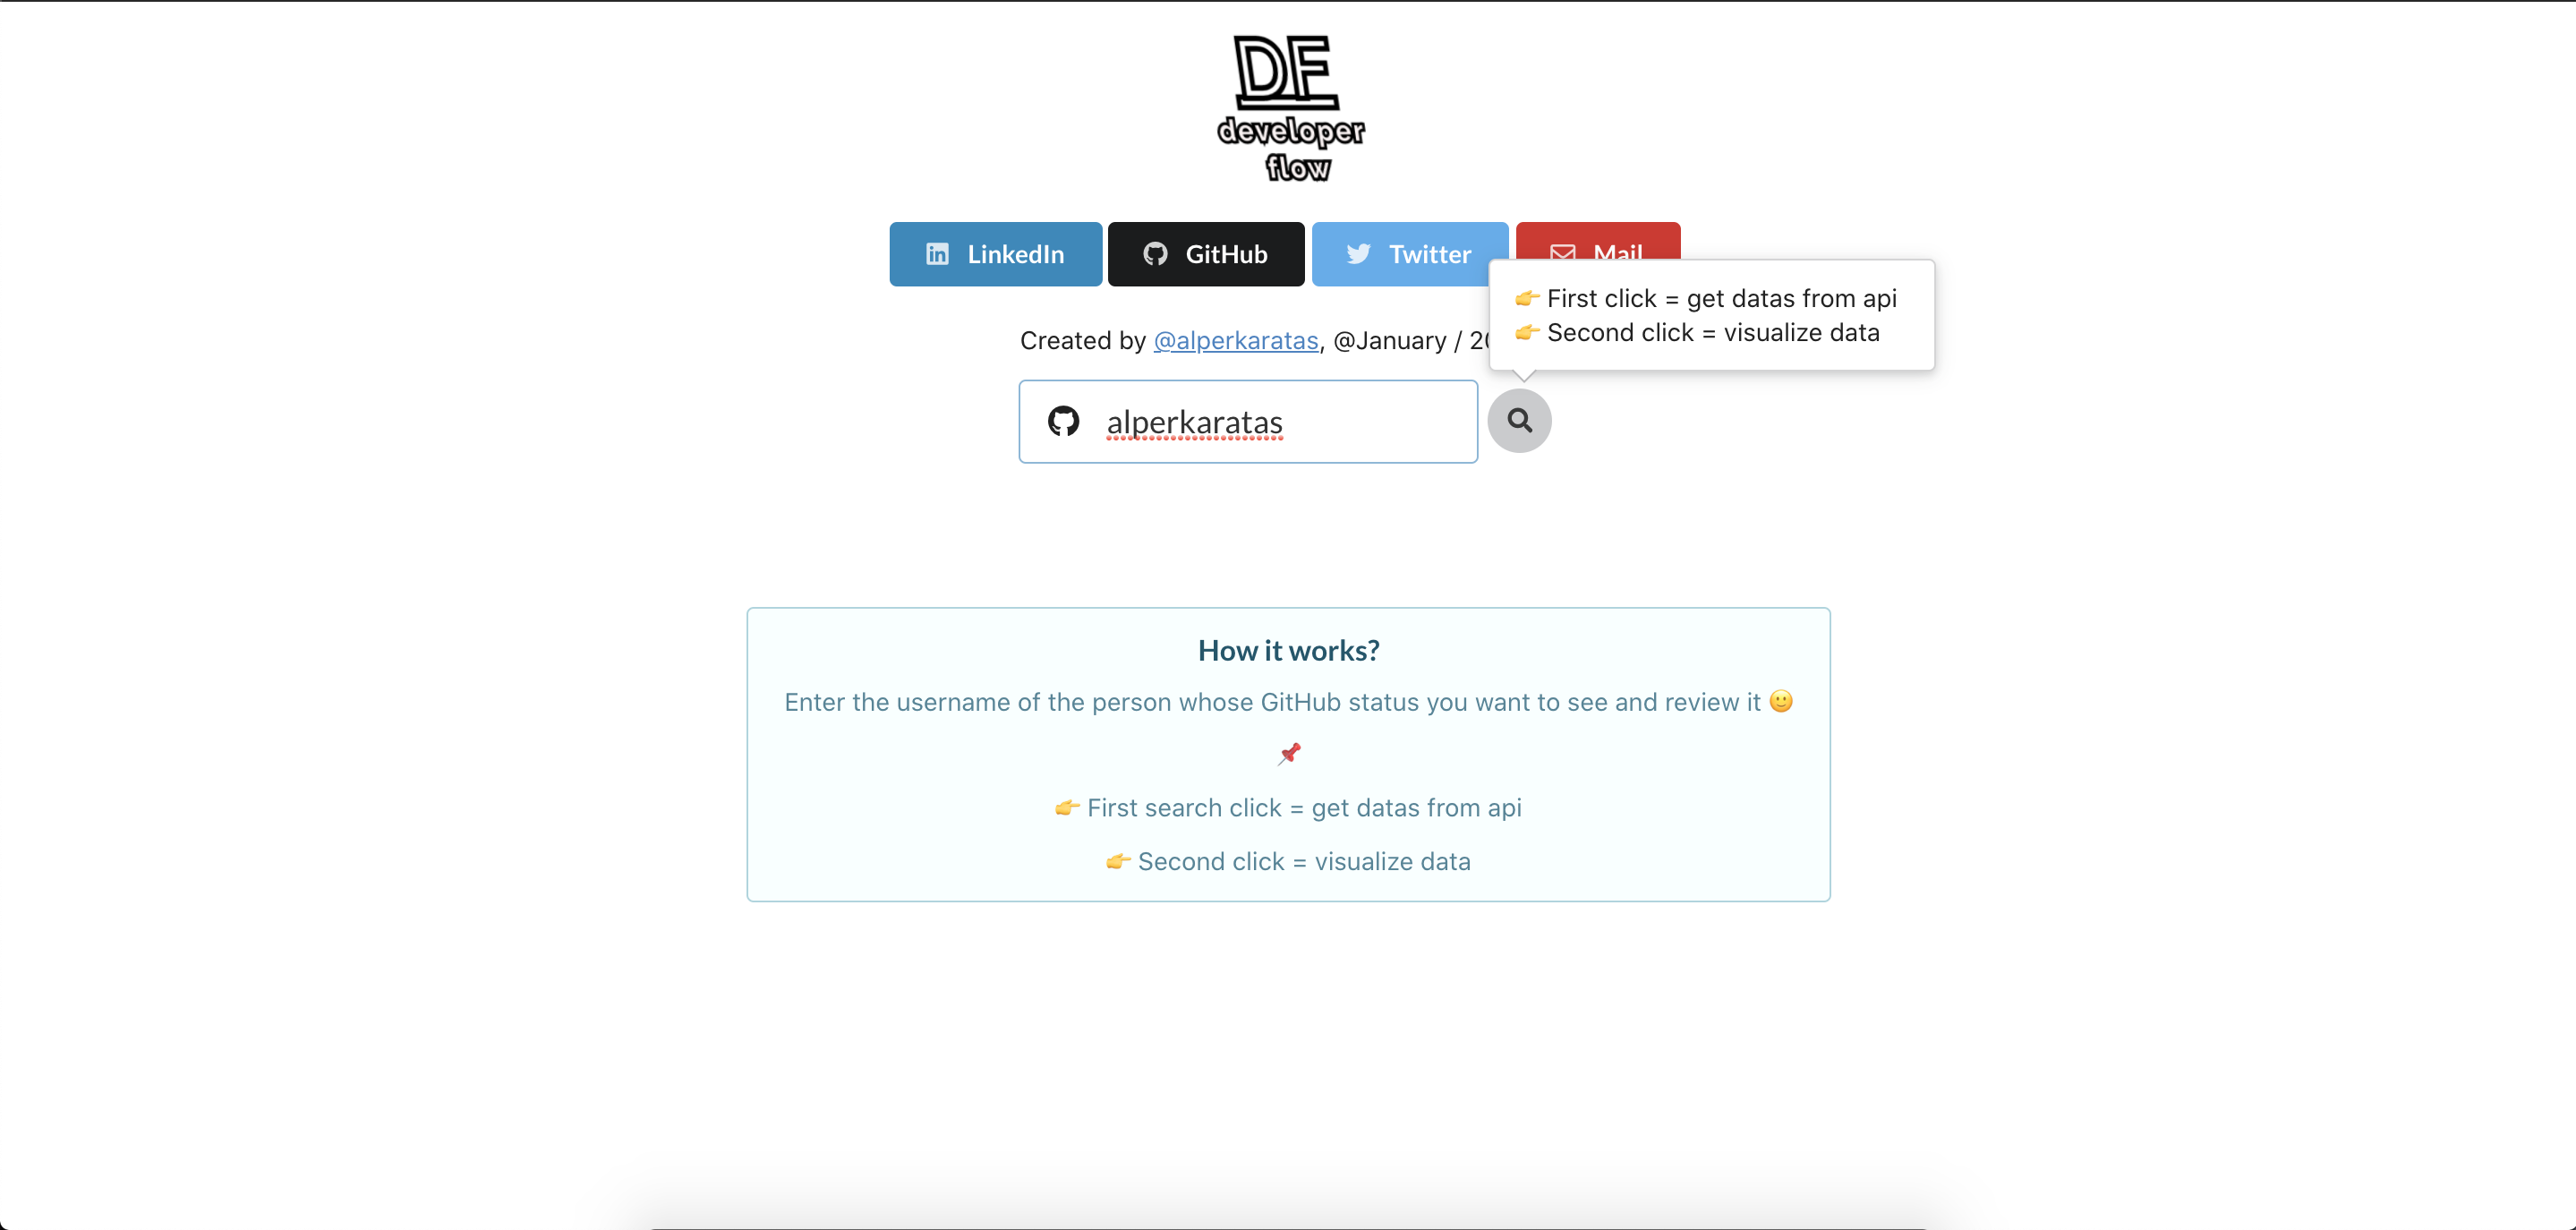 DF
developer
flow
LinkedIn
GitHub
Twitter
Mail
👉 First click = get datas from api
👉 Second click = visualize data
Created by @alperkaratas, @January /
alperkaratas
How it works?
Enter the username of the person whose GitHub status you want to see and review it 🙂
📌
👉 First search click = get datas from api
👉 Second click = visualize data